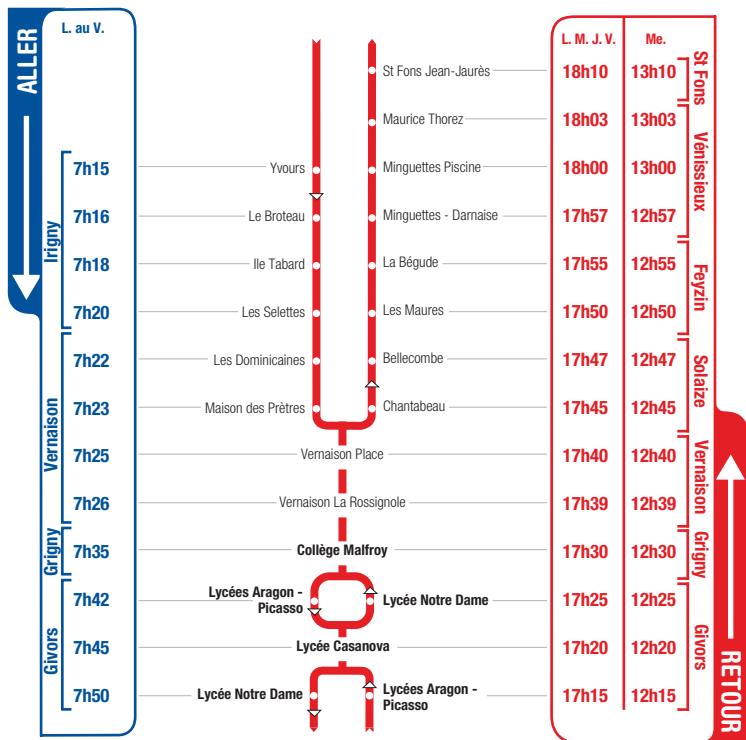 ALLER
L. au V.
L. M. J. V.
Me.
St Fons Jean-Jaurès
18h10
13h10
St Fons
Maurice Thorez
18h03
13h03
Vénissieux
7h15
Yvours
Minguettes Piscine
18h00
13h00
Irigny
7h16
Le Broteau
Minguettes - Darnaise
17h57
12h57
7h18
Ile Tabard
La Bégude
17h55
12h55
Feyzin
7h20
Les Selettes
Les Maures
17h50
12h50
7h22
Les Dominicaines
Bellecombe
17h47
12h47
Solaize
7h23
Maison des Prètres
Chantabeau
17h45
12h45
Vernaison
7h25
Vernaison Place
17h40
12h40
Vernaison
7h26
Vernaison La Rossignole
17h39
12h39
Grigny
7h35
Collège Malfroy
17h30
12h30
Grigny
7h42
Lycées Aragon -
Picasso
Lycée Notre Dame
17h25
12h25
Givors
7h45
Lycée Casanova
17h20
12h20
Givors
7h50
Lycée Notre Dame
Lycées Aragon -
Picasso
17h15
12h15
RETOUR